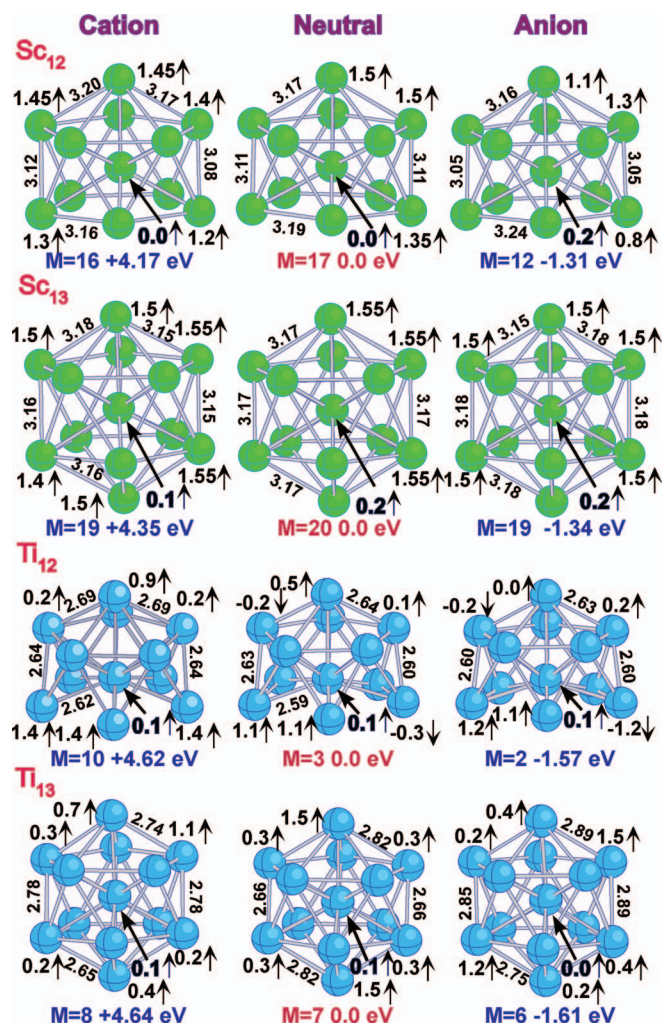 Cation Neutral Anion
Sc12
1.45↑ 3.20 1.45↑ 3.17 1.4↑ 3.12 3.08 1.3↑ 3.16 0.0↑ 1.2↑
M=16 +4.17 eV
3.17 1.5↑ 1.5↑ 3.11 3.11 3.19 0.0↑ 1.35↑
M=17 0.0 eV
3.16 1.1↑ 1.3↑ 3.05 3.05 3.24 0.2↑ 0.8↑
M=12 -1.31 eV
Sc13
1.5↑ 3.18 1.5↑ 3.15 1.55↑ 3.16 3.15 1.4↑ 3.16 1.5↑ 0.1↑ 1.55↑
M=19 +4.35 eV
3.17 1.5↑ 1.55↑ 3.17 3.17 3.17 0.2↑ 1.55↑
M=20 0.0 eV
1.5↑ 3.15 1.5↑ 3.18 1.5↑ 3.18 3.18 1.5↑ 3.18 0.2↑ 1.5↑
M=19 -1.34 eV
Ti12
0.2↑ 2.69 0.9↑ 2.69 0.2↑ 2.64 2.64 2.62 1.4↑ 1.4↑ 0.1↑ 1.4↑
M=10 +4.62 eV
-0.2↓ 0.5↑ 2.64 0.1↑ 2.63 2.60 2.59 1.1↑ 1.1↑ 0.1↑ -0.3↓
M=3 0.0 eV
-0.2↓ 0.0↑ 2.63 0.2↑ 2.60 2.60 1.2↑ 1.1↑ 0.1↑ -1.2↓
M=2 -1.57 eV
Ti13
0.3↑ 0.7↑ 2.74 1.1↑ 2.78 2.78 0.2↑ 2.65 0.1↑ 0.2↑ 0.4↑
M=8 +4.64 eV
0.3↑ 1.5↑ 2.82 0.3↑ 2.66 2.66 0.3↑ 2.82 0.1↑ 0.3↑ 1.5↑
M=7 0.0 eV
0.2↑ 0.4↑ 2.89 1.5↑ 2.85 2.89 1.2↑ 2.75 0.0↑ 0.4↑ 0.2↑
M=6 -1.61 eV